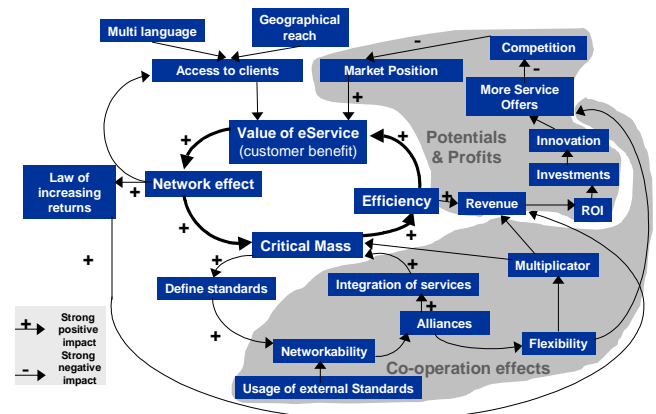 Multi language
Geographical
reach
Competition
Access to clients
Market Position
More Service
Offers
Value of eService
(customer benefit)
Potentials
& Profits
Innovation
Law of
increasing
returns
Network effect
Investments
Efficiency
Revenue
ROI
Critical Mass
Multiplicator
Define standards
Integration of services
Alliances
Strong
positive
impact
Networkability
Flexibility
Strong
negative
impact
Co-operation effects
Usage of external Standards
+
+
+
+
+
+
+
+
+
+
+
+
+
-
-
-